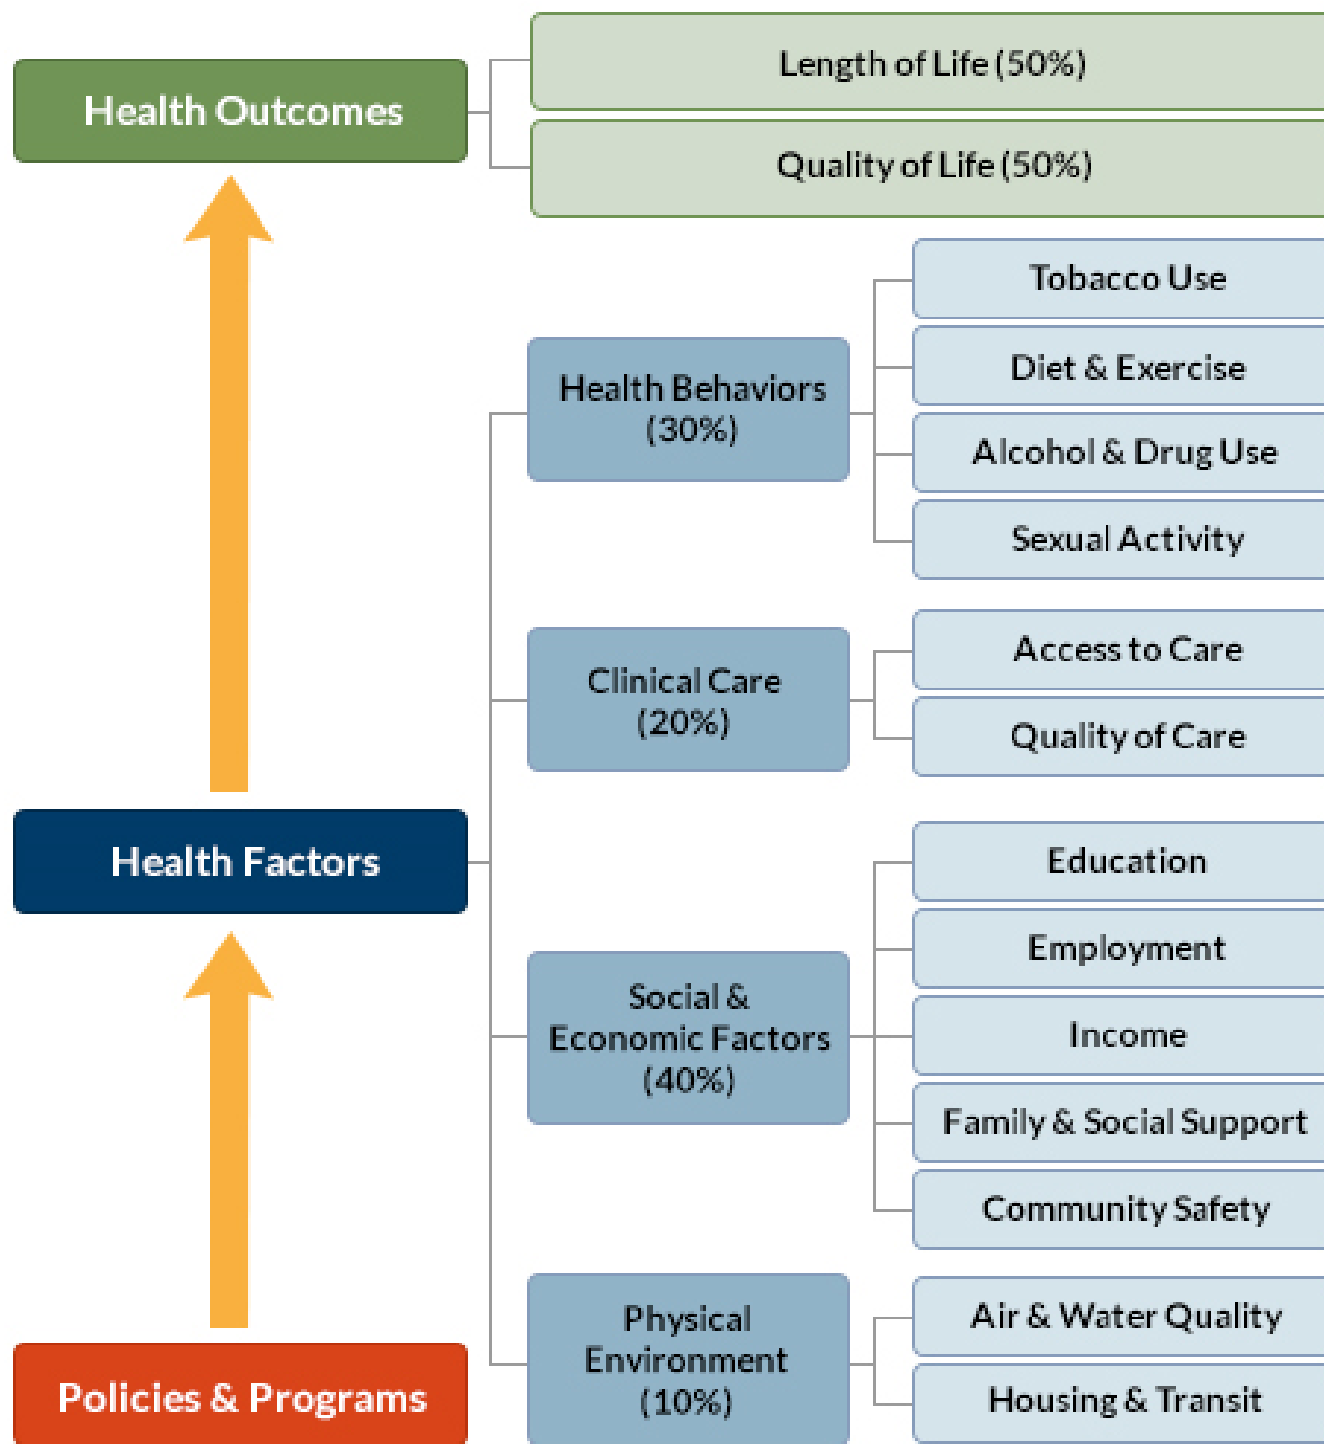 Health Outcomes
Length of Life (50%)
Quality of Life (50%)
Health Factors
Health Behaviors
(30%)
Tobacco Use
Diet & Exercise
Alcohol & Drug Use
Sexual Activity
Clinical Care
(20%)
Access to Care
Quality of Care
Social &
Economic Factors
(40%)
Education
Employment
Income
Family & Social Support
Community Safety
Physical
Environment
(10%)
Air & Water Quality
Housing & Transit
Policies & Programs